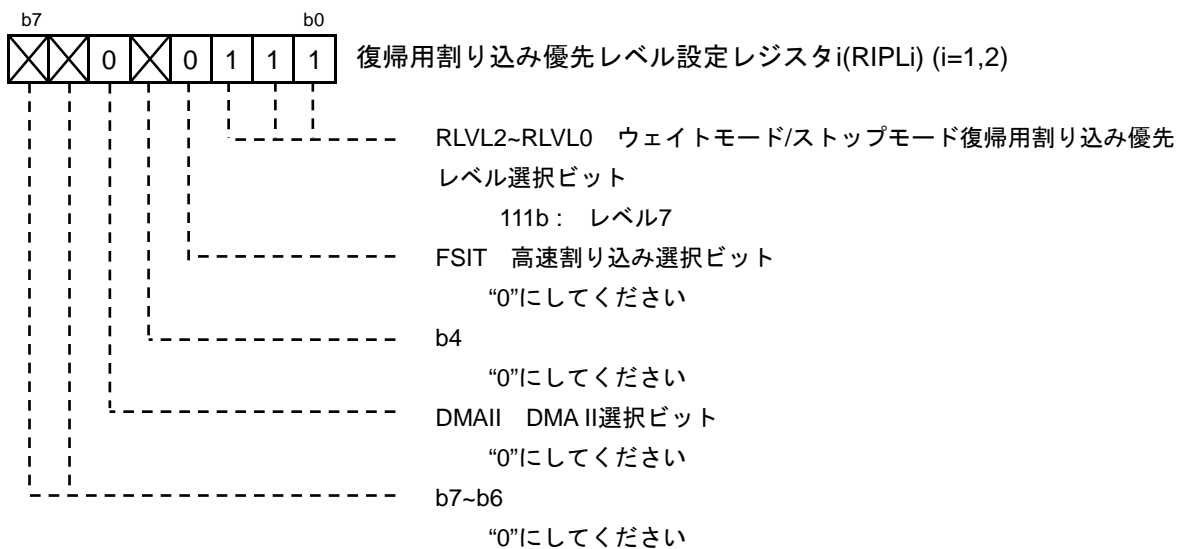 b7 b0
0 0 1 1 1 復帰用割り込み優先レベル設定レジスタi(RIPLi) (i=1,2)
RLVL2~RLVL0　ウェイトモード/ストップモード復帰用割り込み優先
レベル選択ビット
111b :　レベル7
FSIT　高速割り込み選択ビット
“0”にしてください
b4
“0”にしてください
DMAII　DMA II選択ビット
“0”にしてください
b7~b6
“0”にしてください